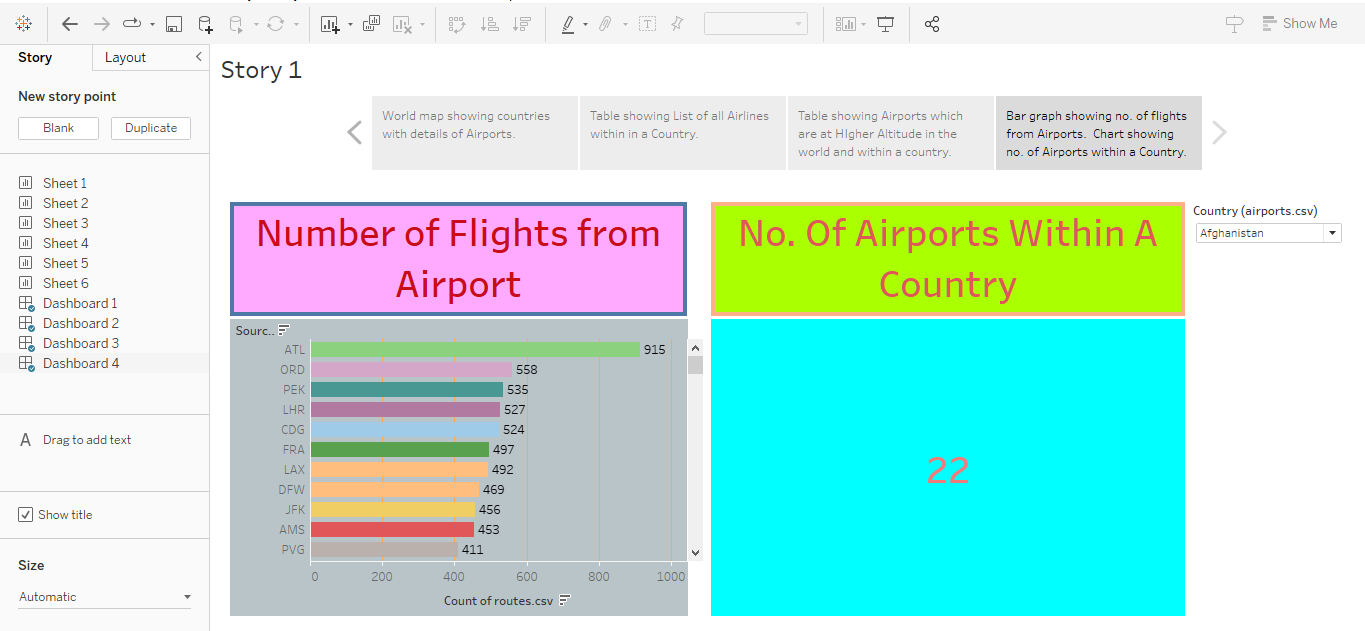 Show Me
Story
Layout
Story 1
New story point
Blank
Duplicate
World map showing countries
with details of Airports.
Table showing List of all Airlines
within in a Country.
Table showing Airports which
are at HIgher Altitude in the
world and within a country.
Bar graph showing no. of flights
from Airports.  Chart showing
no. of Airports within a Country.
Sheet 1
Sheet 2
Sheet 3
Sheet 4
Sheet 5
Sheet 6
Dashboard 1
Dashboard 2
Dashboard 3
Dashboard 4
A Drag to add text
Show title
Size
Automatic
Number of Flights from
Airport
Sourc..
ATL 915
ORD 558
PEK 535
LHR 527
CDG 524
FRA 497
LAX 492
DFW 469
JFK 456
AMS 453
PVG 411
0 200 400 600 800 1000
Count of routes.csv
No. Of Airports Within A
Country
22
Country (airports.csv)
Afghanistan